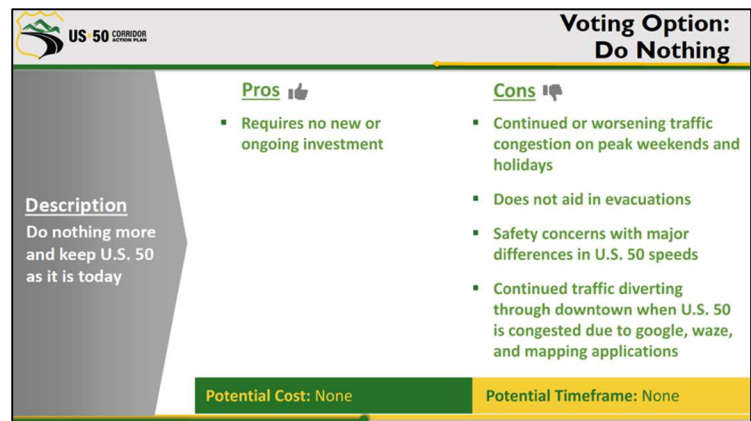 US 50 CORRIDOR
ACTION PLAN
Voting Option:
Do Nothing
Description
Do nothing more
and keep U.S. 50
as it is today
Pros
▪ Requires no new or
ongoing investment
Cons
▪ Continued or worsening traffic
congestion on peak weekends and
holidays
▪ Does not aid in evacuations
▪ Safety concerns with major
differences in U.S. 50 speeds
▪ Continued traffic diverting
through downtown when U.S. 50
is congested due to google, waze,
and mapping applications
Potential Cost: None
Potential Timeframe: None